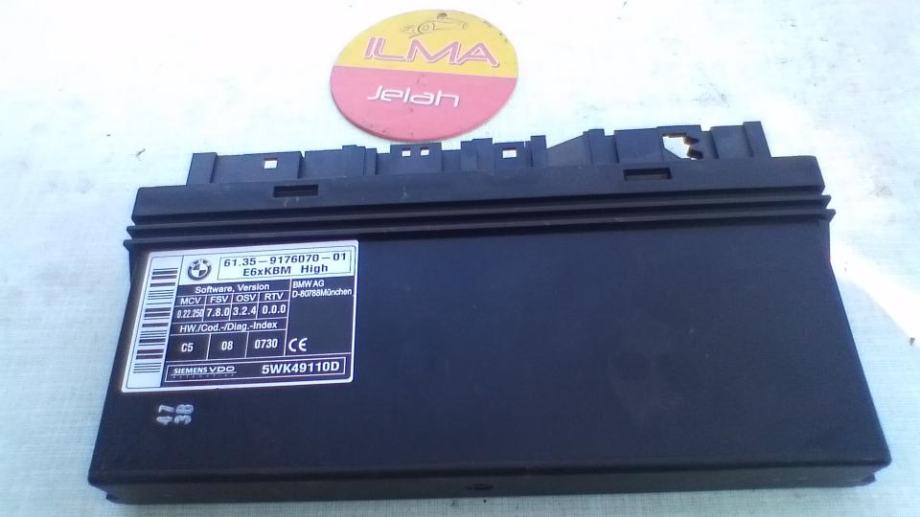 ILMA
Jelah
61.35-9176070-01
E6xKBM High
Software, Version
MCV FSV OSV RTV
0.22.250 7.8.0 3.2.4 0.0.0
BMW AG
D-80788München
HW./Cod.-/Diag.-Index
C5 08 0730 CE
SIEMENS VDO
AUTOMOTIVE
5WK49110D
47
3B